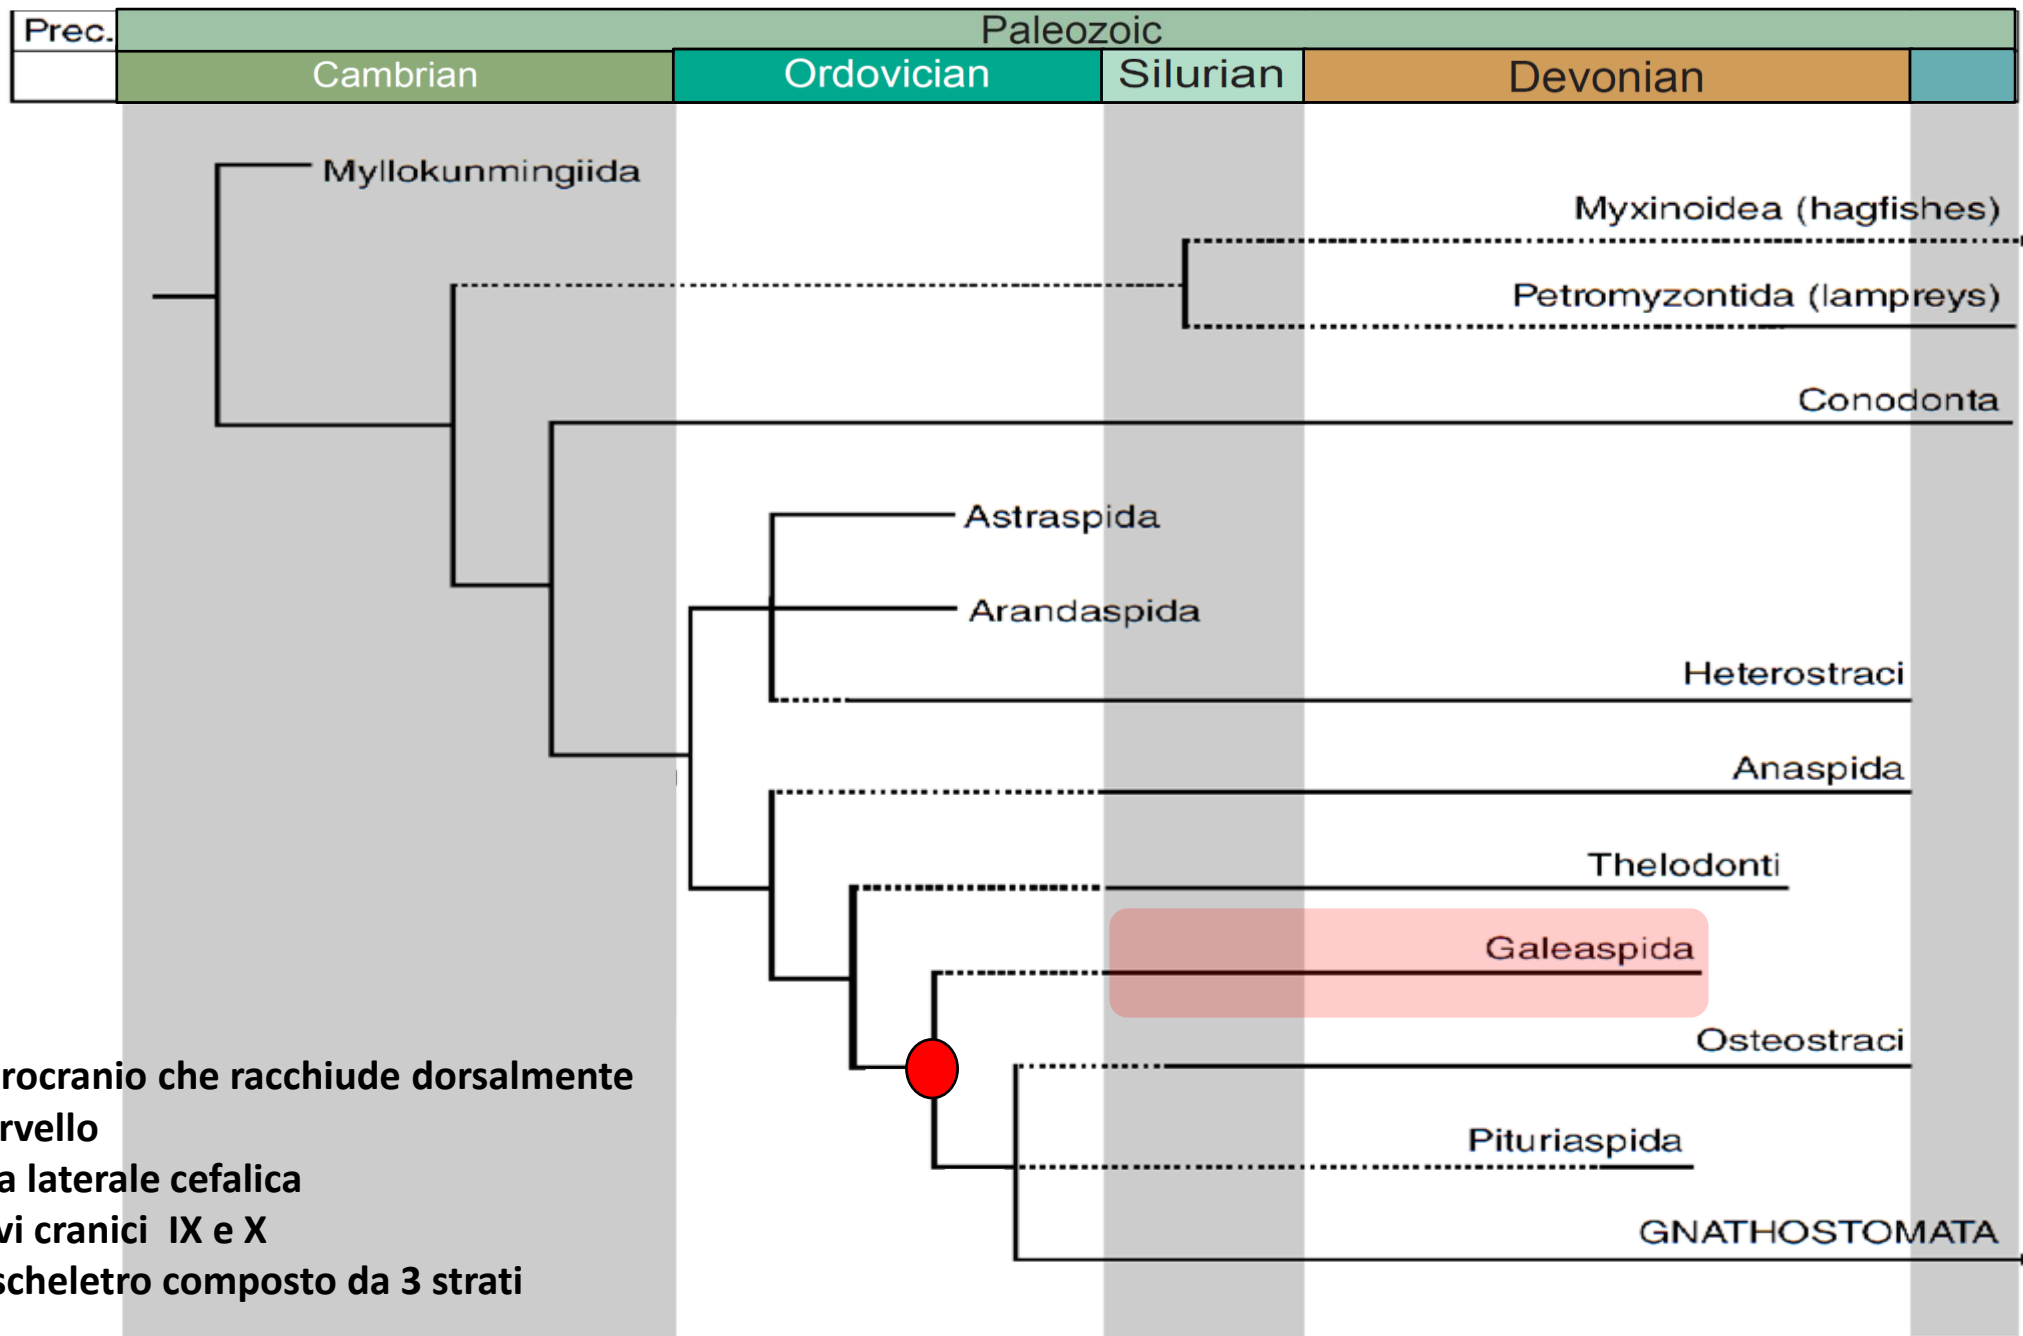 Paleozoic
Prec.
Cambrian
Ordovician
Silurian
Devonian
Myllokunmingiida
Myxinoidea (hagfishes)
Petromyzontida (lampreys)
Conodonta
Astraspida
Arandaspida
Heterostraci
Anaspida
Thelodonti
Galeaspida
Osteostraci
Pituriaspida
GNATHOSTOMATA
rocranio che racchiude dorsalmente
rvello
a laterale cefalica
vi cranici IX e X
scheletro composto da 3 strati